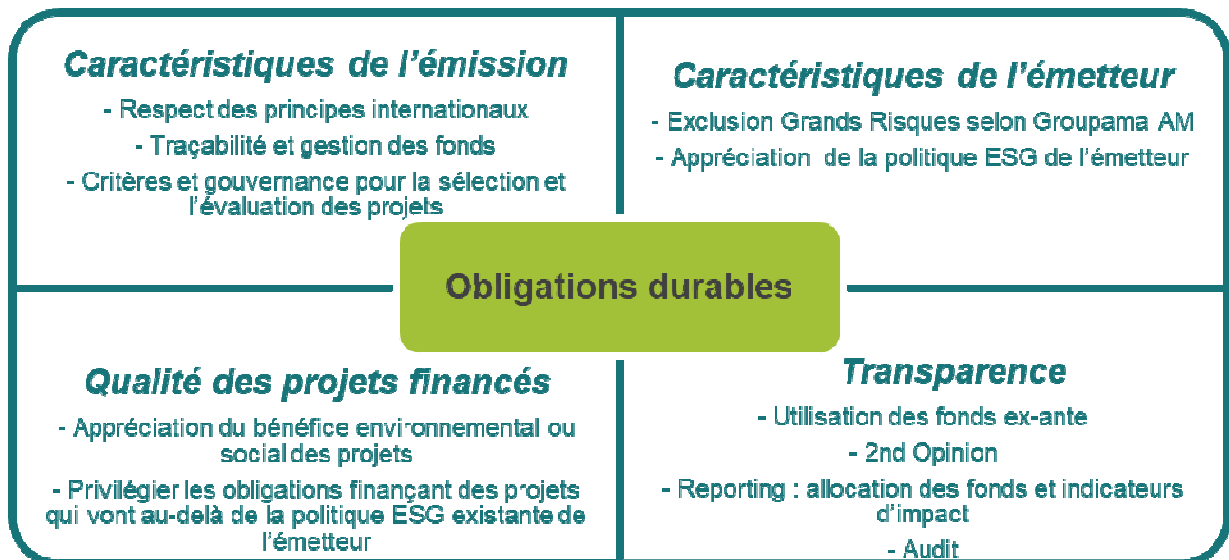 Caractéristiques de l'émission
- Respect des principes internationaux
- Traçabilité et gestion des fonds
- Critères et gouvernance pour la sélection et
l'évaluation des projets
Caractéristiques de l'émetteur
- Exclusion Grands Risques selon Groupama AM
- Appréciation de la politique ESG de l'émetteur
Obligations durables
Qualité des projets financés
- Appréciation du bénéfice environnemental ou
social des projets
- Privilégier les obligations finançant des projets
qui vont au-delà de la politique ESG existante de
l'émetteur
Transparence
- Utilisation des fonds ex-ante
- 2nd Opinion
- Reporting : allocation des fonds et indicateurs
d'impact
- Audit